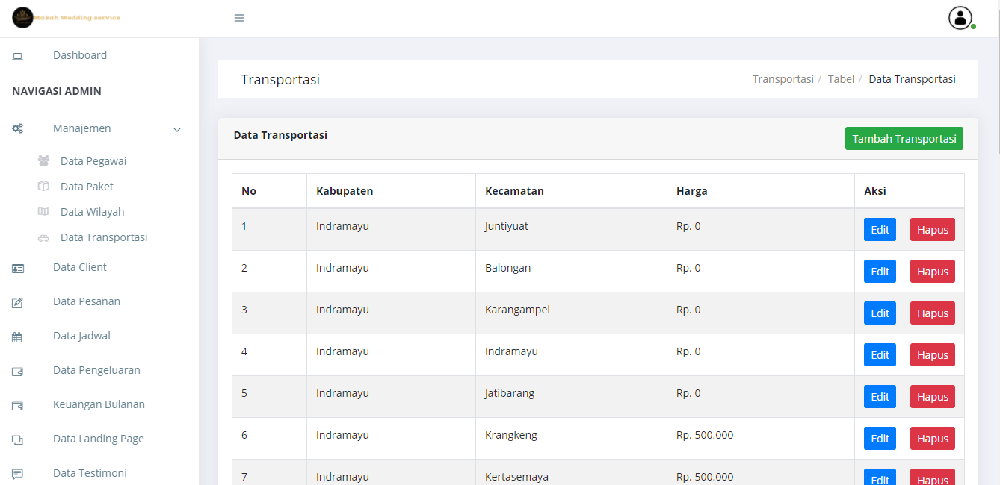 Makah Wedding service
Dashboard
NAVIGASI ADMIN
Manajemen
Data Pegawai
Data Paket
Data Wilayah
Data Transportasi
Data Client
Data Pesanan
Data Jadwal
Data Pengeluaran
Keuangan Bulanan
Data Landing Page
Data Testimoni
Transportasi
Transportasi / Tabel / Data Transportasi
Data Transportasi
Tambah Transportasi
No Kabupaten Kecamatan Harga Aksi
1 Indramayu Juntiyuat Rp. 0 Edit Hapus
2 Indramayu Balongan Rp. 0 Edit Hapus
3 Indramayu Karangampel Rp. 0 Edit Hapus
4 Indramayu Indramayu Rp. 0 Edit Hapus
5 Indramayu Jatibarang Rp. 0 Edit Hapus
6 Indramayu Krangkeng Rp. 500.000 Edit Hapus
7 Indramayu Kertasemaya Rp. 500.000 Edit Hapus